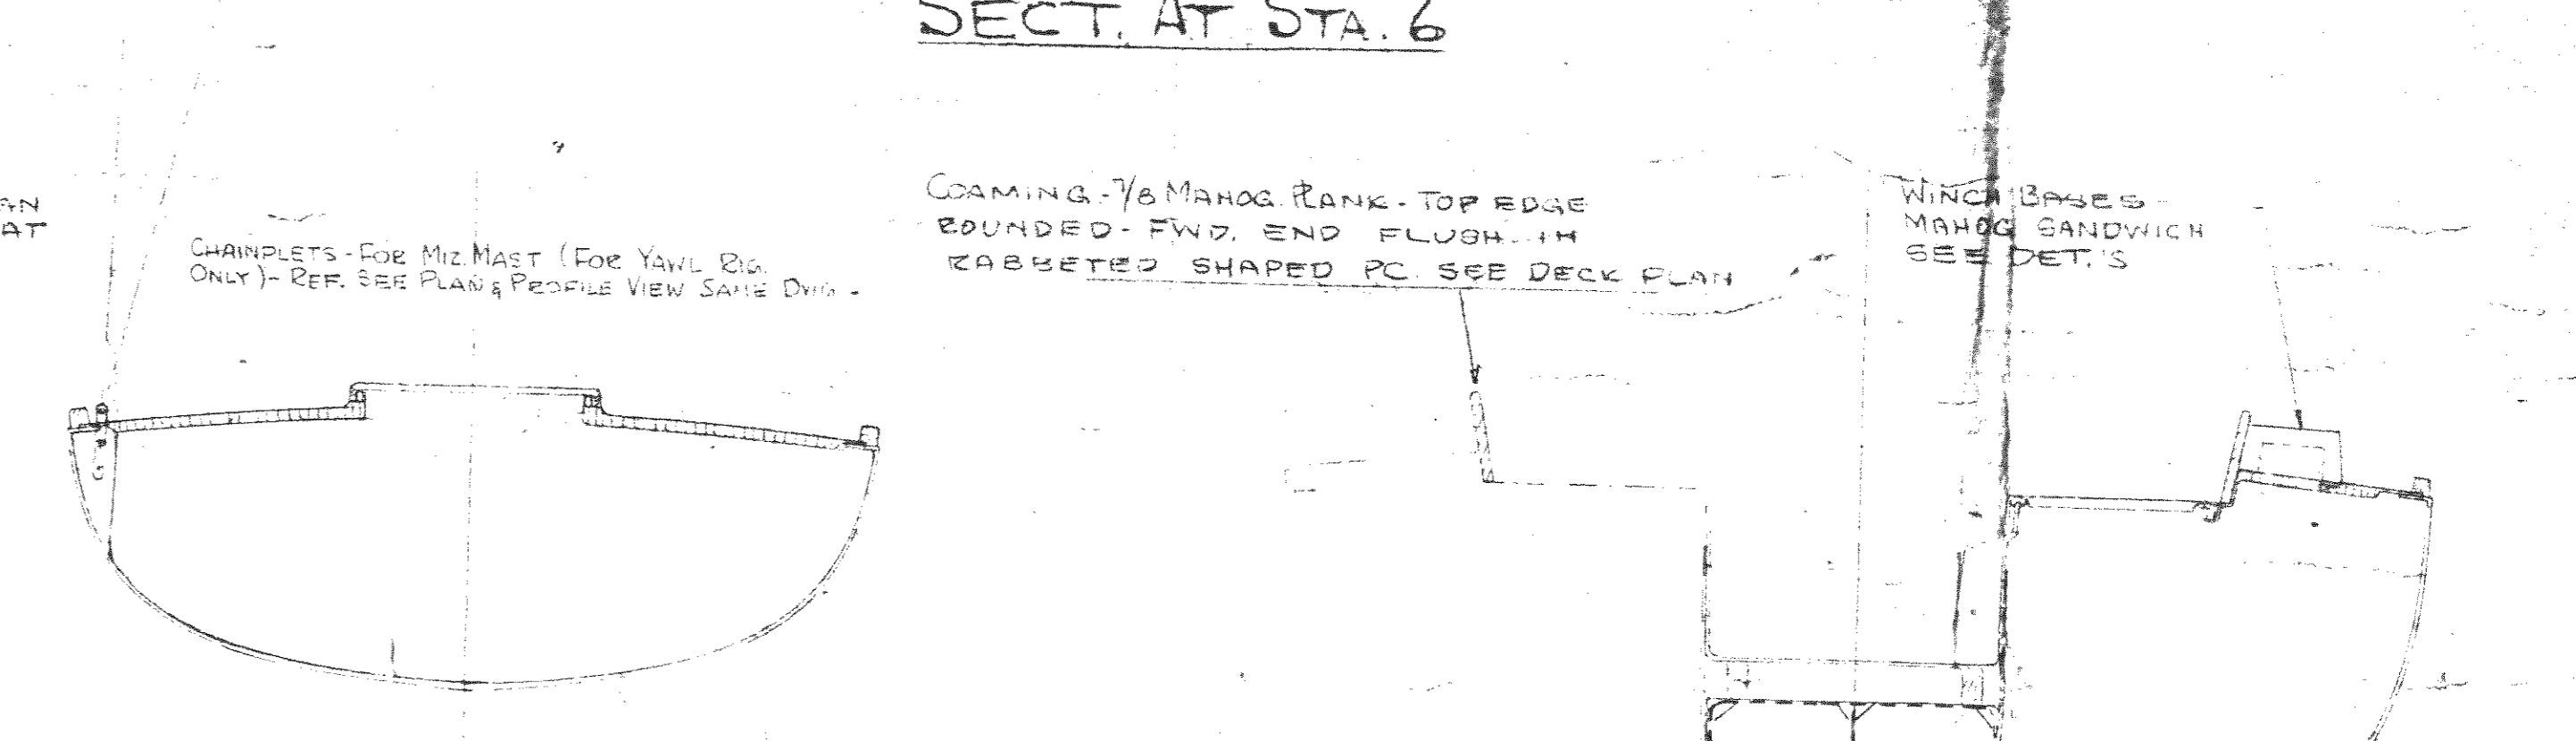 SECT. AT STA. 6
AN
AT
CHAINPLETS - FOR MIZ. MAST (FOR YAWL RIG.
ONLY) - REF. SEE PLAN & PROFILE VIEW SAME DWG -
COAMING - 7/8 MAHOG. PLANK - TOP EDGE
ROUNDED - FWD. END FLUSH IN
RABBETED SHAPED PC. SEE DECK PLAN
WINCH BASES
MAHOG SANDWICH
SEE DET.'S